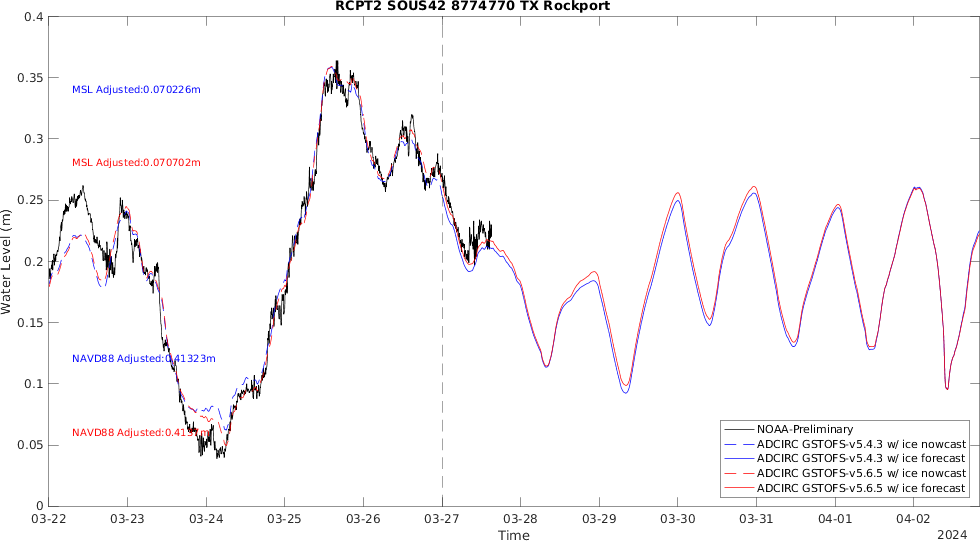 RCPT2 SOUS42 8774770 TX Rockport
0.4
0.35
0.3
0.25
0.2
0.15
0.1
0.05
0
Water Level (m)
MSL Adjusted:0.070226m
MSL Adjusted:0.070702m
NAVD88 Adjusted:0.41323m
NAVD88
NOAA-Preliminary
ADCIRC GSTOFS-v5.4.3 w/ ice nowcast
ADCIRC GSTOFS-v5.4.3 w/ ice forecast
ADCIRC GSTOFS-v5.6.5 w/ ice nowcast
ADCIRC GSTOFS-v5.6.5 w/ ice forecast
03-22 03-23 03-24 03-25 03-26 03-27 03-28 03-29 03-30 03-31 04-01 04-02
Time
2024